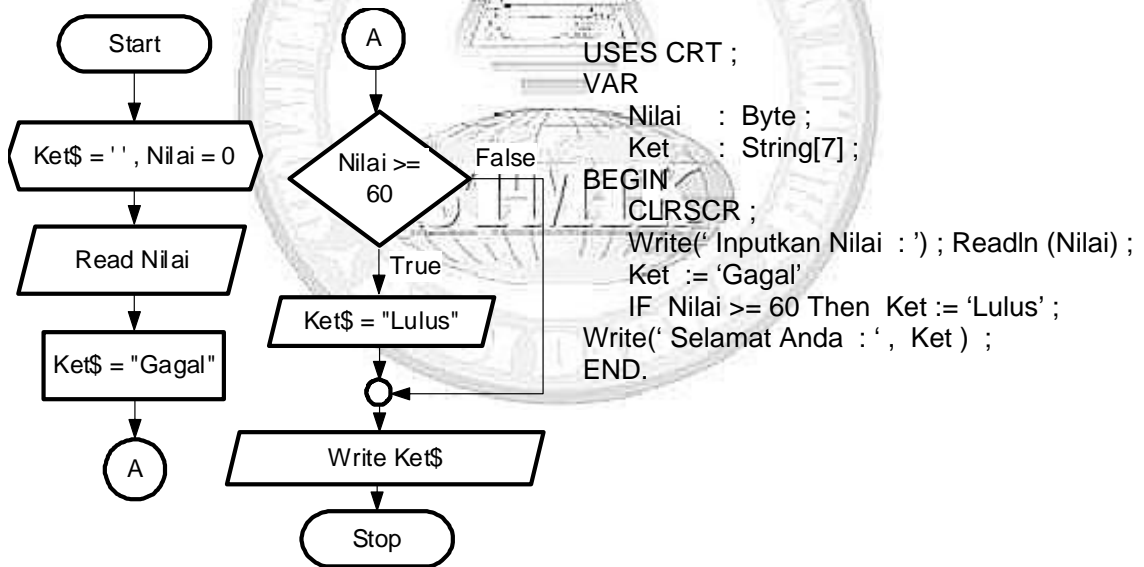 Start
Ket$ = ' ' , Nilai = 0
Read Nilai
Ket$ = "Gagal"
A
A
Nilai >=
60
False
True
Ket$ = "Lulus"
Write Ket$
Stop
USES CRT ;
VAR
Nilai : Byte ;
Ket : String[7] ;
BEGIN
CLRSCR ;
Write(‘ Inputkan Nilai : ’) ; Readln (Nilai) ;
Ket := ‘Gagal’
IF Nilai >= 60 Then Ket := ‘Lulus’ ;
Write(‘ Selamat Anda : ‘ , Ket ) ;
END.